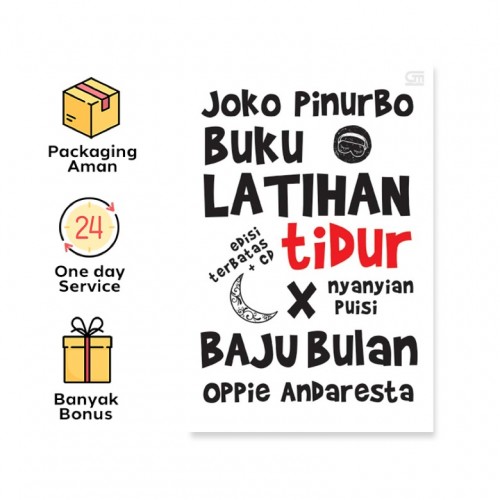 Packaging
Aman
24
One day
Service
Banyak
Bonus
Joko Pinurbo
Buku
LATIHAN
tiDur
eDisi
terBatas
+ CD
X
nyanyian
Puisi
BAJU Bulan
OPPie AnDaresta